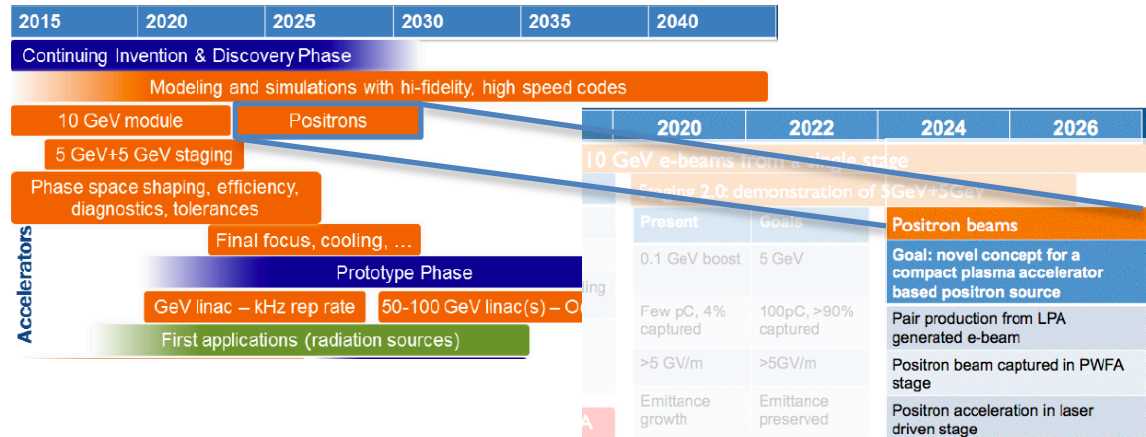 2015 2020 2025 2030 2035 2040
Continuing Invention & Discovery Phase
Modeling and simulations with hi-fidelity, high speed codes
10 GeV module Positrons
5 GeV+5 GeV staging
Phase space shaping, efficiency,
diagnostics, tolerances
Final focus, cooling, ...
Prototype Phase
GeV linac – kHz rep rate 50-100 GeV linac(s) –
First applications (radiation sources)
Accelerators
2020 2022 2024 2026
10 GeV e-beams from a single stage
Staging 2.0: demonstration of 5GeV+5GeV
Present Goals
0.1 GeV boost 5 GeV
Few pC, 4%
captured
100pC, >90%
captured
>5 GV/m >5GV/m
Emittance
growth
Emittance
preserved
Positron beams
Goal: novel concept for a
compact plasma accelerator
based positron source
Pair production from LPA
generated e-beam
Positron beam captured in PWFA
stage
Positron acceleration in laser
driven stage